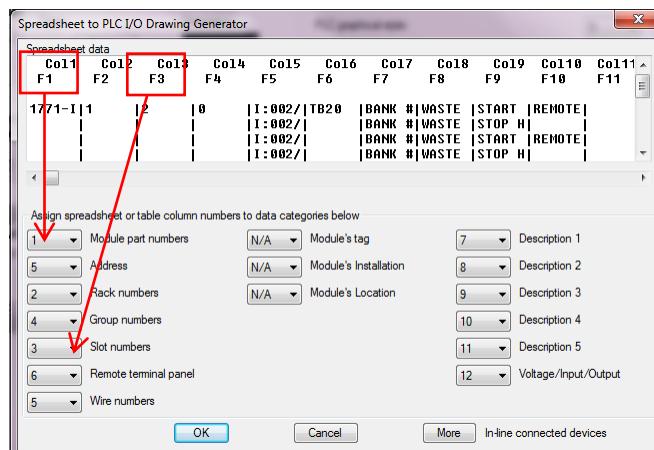 Spreadsheet to PLC I/O Drawing Generator
Spreadsheet data
Col1 Col2 Col3 Col4 Col5 Col6 Col7 Col8 Col9 Col10 Col11
F1 F2 F3 F4 F5 F6 F7 F8 F9 F10 F11
1771-I|1 |2 |0 |I:002/|TB20 |BANK #|WASTE |START |REMOTE|
| | | |I:002/| |BANK #|WASTE |STOP H| |
| | | |I:002/| |BANK #|WASTE |START |REMOTE|
| | | |I:002/| |BANK #|WASTE |STOP H| |
Assign spreadsheet or table column numbers to data categories below
1 Module part numbers N/A Module's tag 7 Description 1
5 Address N/A Module's Installation 8 Description 2
2 Rack numbers N/A Module's Location 9 Description 3
4 Group numbers 10 Description 4
3 Slot numbers 11 Description 5
6 Remote terminal panel 12 Voltage/Input/Output
5 Wire numbers
OK Cancel More In-line connected devices